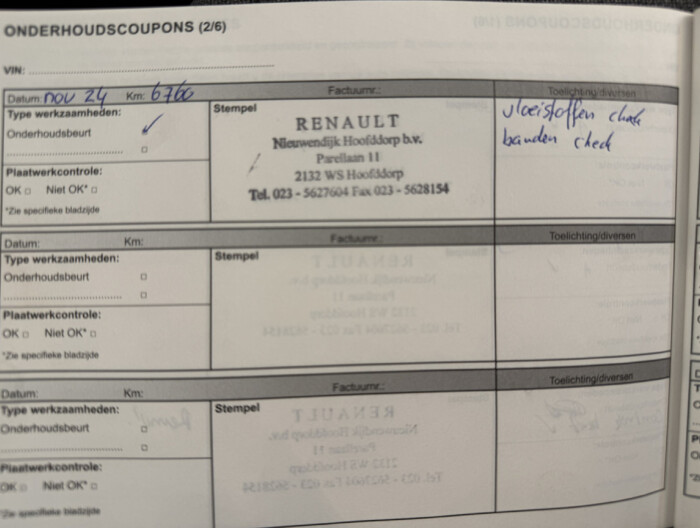 ONDERHOUDSCOUPONS (2/6)
VIN:
Datum: nov 24 Km: 6760 Factuurnr.: Toelichting/diversen
Type werkzaamheden:
Onderhoudsbeurt
Plaatwerkcontrole:
OK Niet OK*
*Zie specifieke bladzijde
Stempel
RENAULT
Nieuwendijk Hoofddorp b.v.
Parellaan 11
2132 WS Hoofddorp
Tel. 023 - 5627604 Fax 023 - 5628154
vloeistoffen check
banden check
Datum: Km: Factuurnr.: Toelichting/diversen
Type werkzaamheden:
Onderhoudsbeurt
Plaatwerkcontrole:
OK Niet OK*
*Zie specifieke bladzijde
Stempel
Datum: Km: Factuurnr.: Toelichting/diversen
Type werkzaamheden:
Onderhoudsbeurt
Plaatwerkcontrole:
OK Niet OK*
*Zie specifieke bladzijde
Stempel